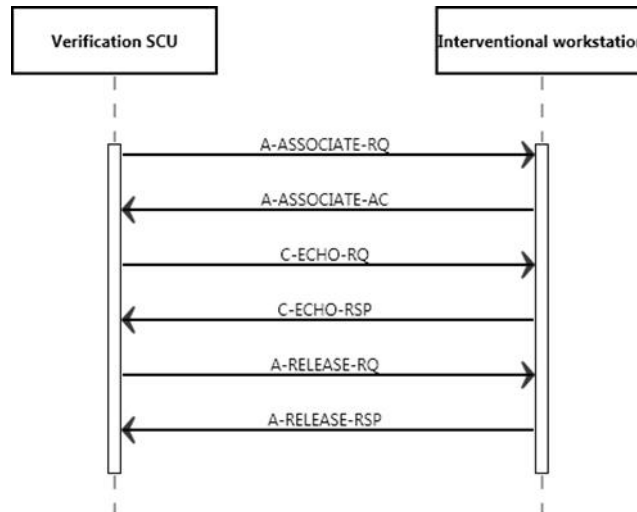 Verification SCU
Interventional workstation
A-ASSOCIATE-RQ
A-ASSOCIATE-AC
C-ECHO-RQ
C-ECHO-RSP
A-RELEASE-RQ
A-RELEASE-RSP